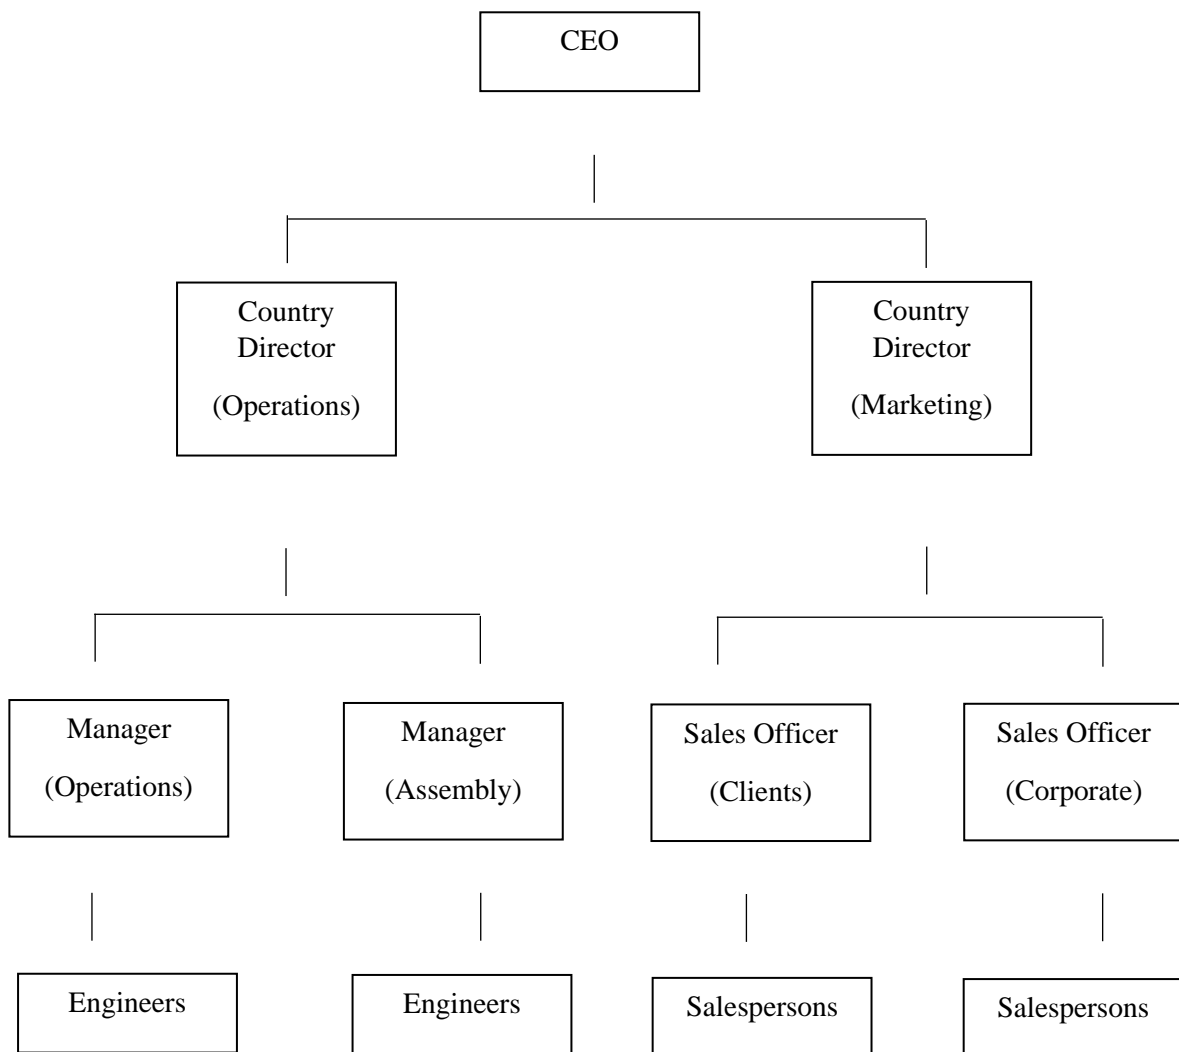 CEO
Country
Director
(Operations)
Country
Director
(Marketing)
Manager
(Operations)
Manager
(Assembly)
Sales Officer
(Clients)
Sales Officer
(Corporate)
Engineers
Engineers
Salespersons
Salespersons